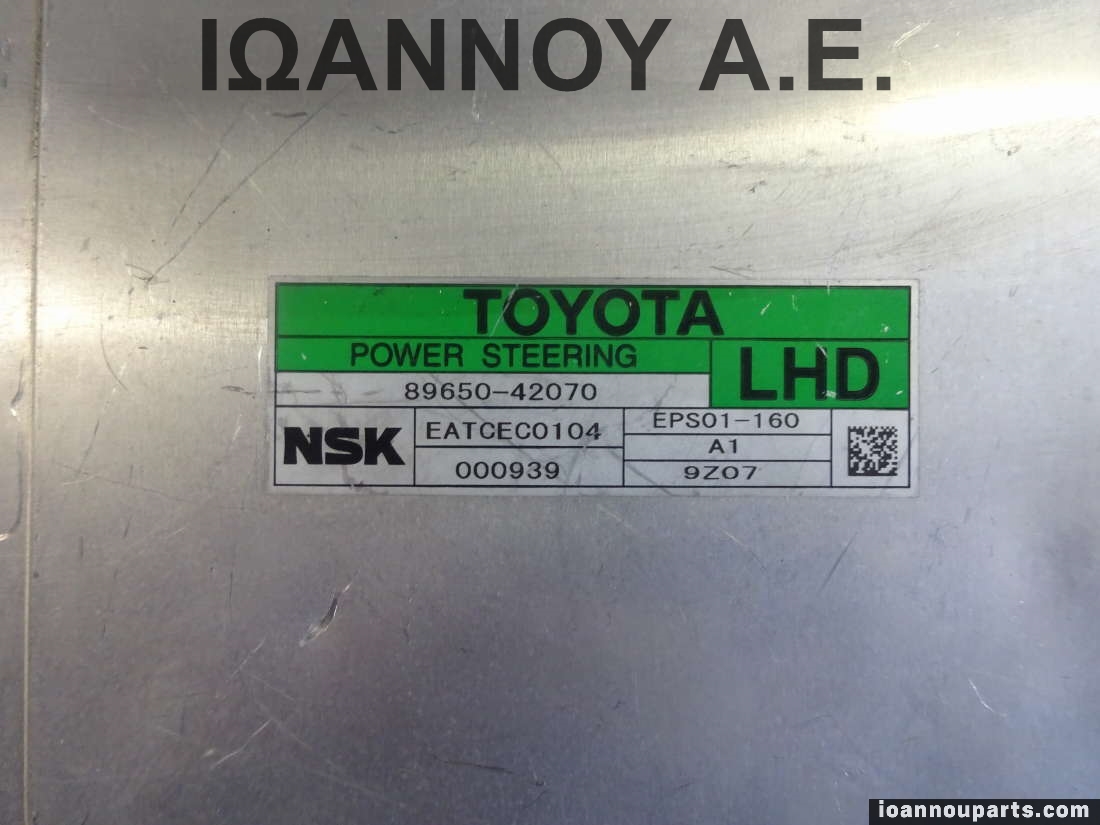 ΙΩΑΝΝΟΥ Α.Ε.
TOYOTA
POWER STEERING
LHD
89650-42070
NSK
EATCEC0104
000939
EPS01-160
A1
9Z07
ioannouparts.com